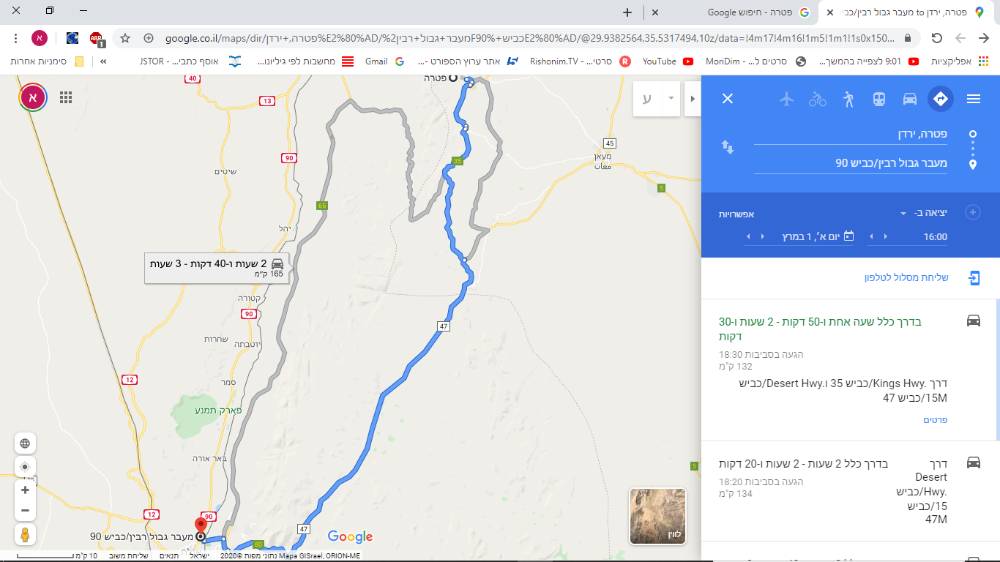 פטרה - חיפוש Google
פטרה, ירדן to מעבר גבול רבין/כבי
google.co.il/maps/dir/פטרה,+ירדן%E2%80%AD/%2מעבר+גבול+רבין%F90+כבישE2%80%AD/@29.9382564,35.5317494,10z/data=!4m17!4m16!1m5!1m1!1s0x150...
א
ABP
1
אפליקציות
9:01 לצפייה בהמשך...
סרטים ל... - MoriDim
YouTube
סרטי... - Rishonim.TV
אתר ערוץ הספורט -...
Gmail
מחשבות לפי גיליונו...
אוסף כתבי... - JSTOR
»
סימניות אחרות
א
ע
פטרה, ירדן
מעבר גבול רבין/כביש 90
יציאה ב-
אפשרויות
16:00
יום א׳, 1 במרץ
שליחת מסלול לטלפון
בדרך כלל שעה אחת ו-50 דקות - 2 שעות ו-30
דקות
הגעה בסביבות 18:30
132 ק"מ
דרך Kings Hwy./כביש 35 ו.Desert Hwy/כביש
15M/כביש 47
פרטים
דרך
Desert
Hwy./כביש
15/כביש
47M
בדרך כלל 2 שעות - 2 שעות ו-20 דקות
הגעה בסביבות 18:20
134 ק"מ
פטרה
40
13
90
שיטים
65
יהל
35
45
מעאן
معان
5
2 שעות ו-40 דקות - 3 שעות
165 ק״מ
קטורה
90
שחרות
יוטבתה
47
12
סמר
פארק תמנע
באר אורה
5
12
90
47
80
מעבר גבול רבין/כביש 90
Google
לווין
נתוני מפות ©2020 Mapa GISrael, ORION-ME
ישראל
תנאים
שליחת משוב
10 ק"מ